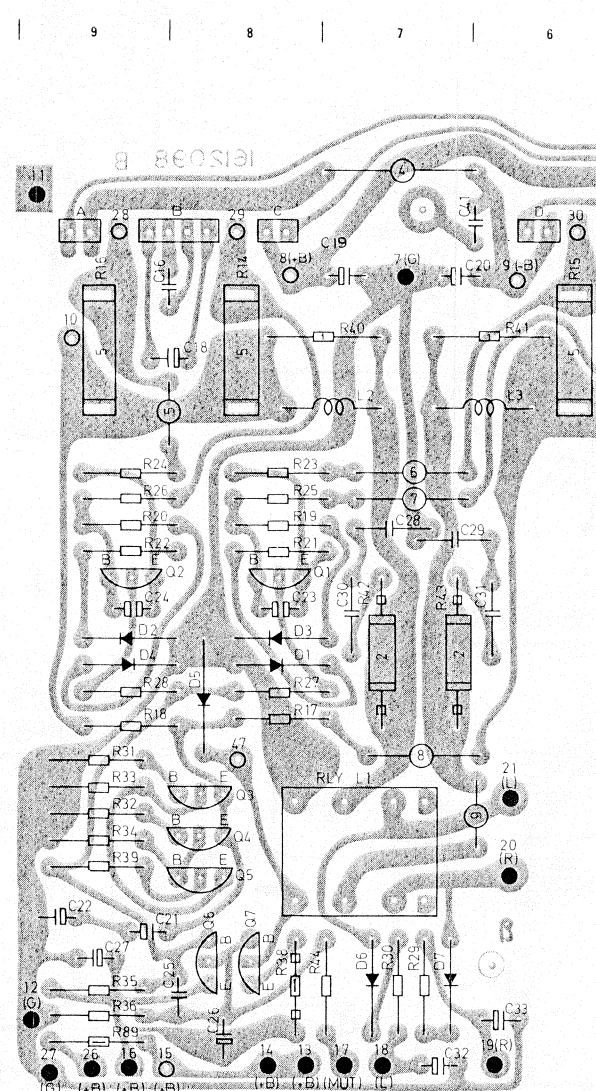 9 8 7 6
1612098 B
11
4
A 28 B 29 C D 30
C19
R16 C16 R14 8(+B) 7(G) C20 9(-B) R15
10
C18 R40 R41
5 5 5
5 L2 L3
R24 R23 6
R26 R25 7
R20 R19 C28
R22 R21 C29
B E Q2 B E Q1
C24 C23 C30 R42 R43 C31
D2 D3
D4 D1 2 2
R28 D5 R27
R18 R17
R31 47 8
R33 B E RLY L1 21 (L)
R32 Q3
R34 B E Q4 9
R39 B E Q5 20 (R)
C22 C21 Q6 Q7
C27 B B
C25 R38 R44 D6 R30 R29 D7
R35 E E
12 (G) R36 C33
R89 C26
27 26 16 15 14 13 17 18 C32 19(R)
(G) (+B) (+B) (+B) (+B) (+B) (MUT) (L)